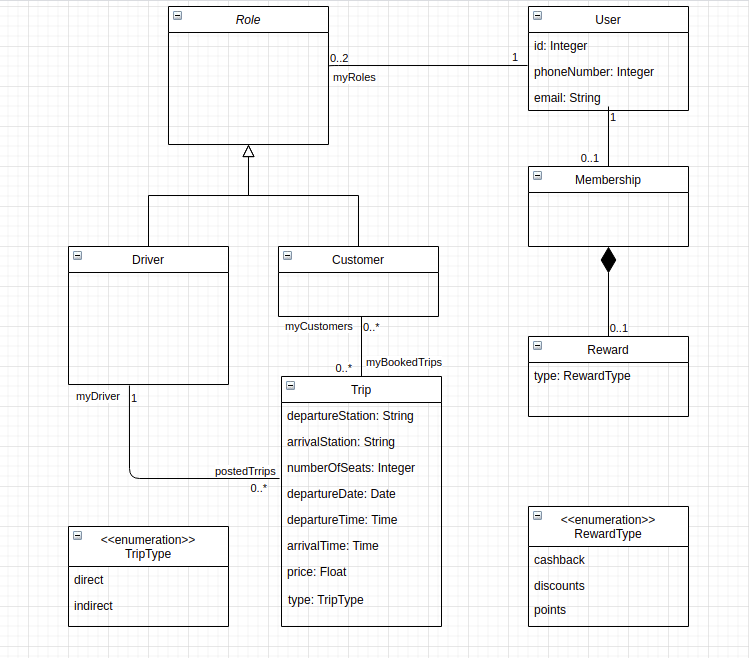 Role
User
id: Integer
phoneNumber: Integer
email: String
0..2
1
myRoles
1
0..1
Membership
Driver
Customer
myCustomers
0..*
0..1
Reward
type: RewardType
0..*
myBookedTrips
Trip
departureStation: String
arrivalStation: String
numberOfSeats: Integer
departureDate: Date
departureTime: Time
arrivalTime: Time
price: Float
type: TripType
myDriver
1
postedTrrips
0..*
<<enumeration>>
TripType
direct
indirect
<<enumeration>>
RewardType
cashback
discounts
points